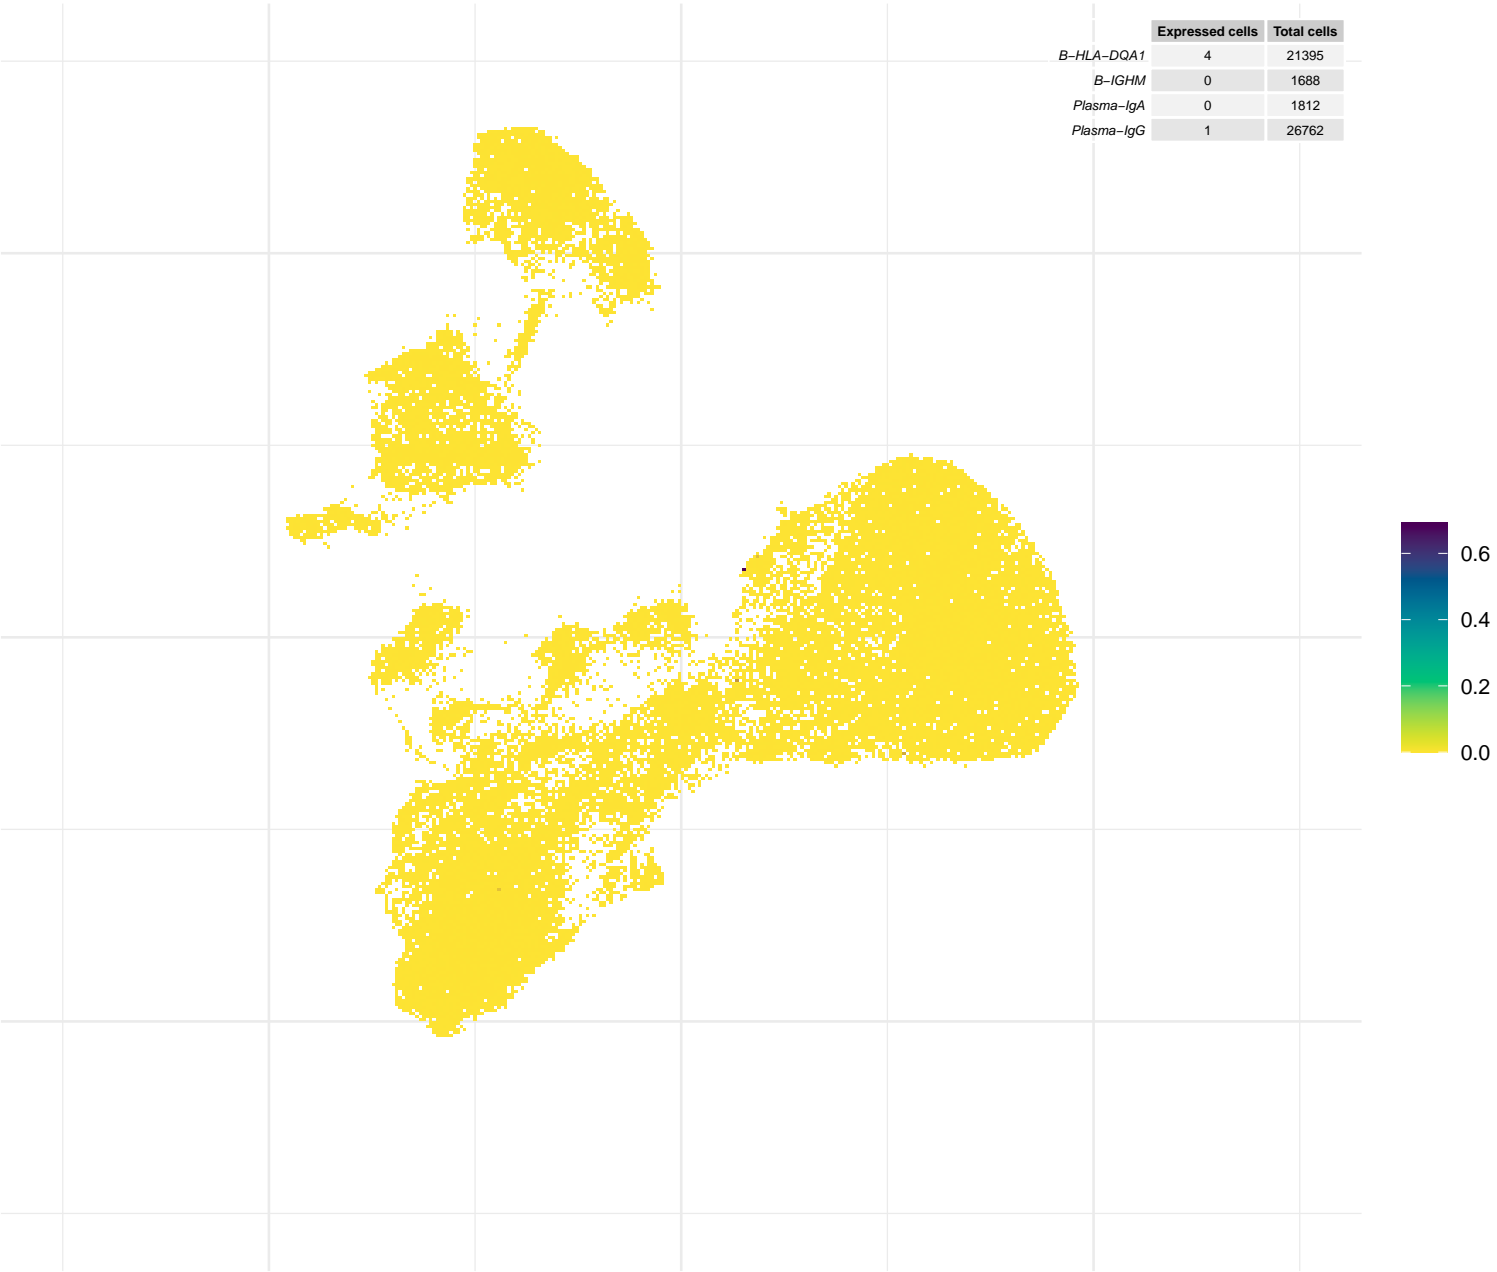 Expressed cells Total cells
B−HLA−DQA1 4 21395
B−IGHM 0 1688
Plasma−IgA 0 1812
Plasma−IgG 1 26762
0.6
0.4
0.2
0.0